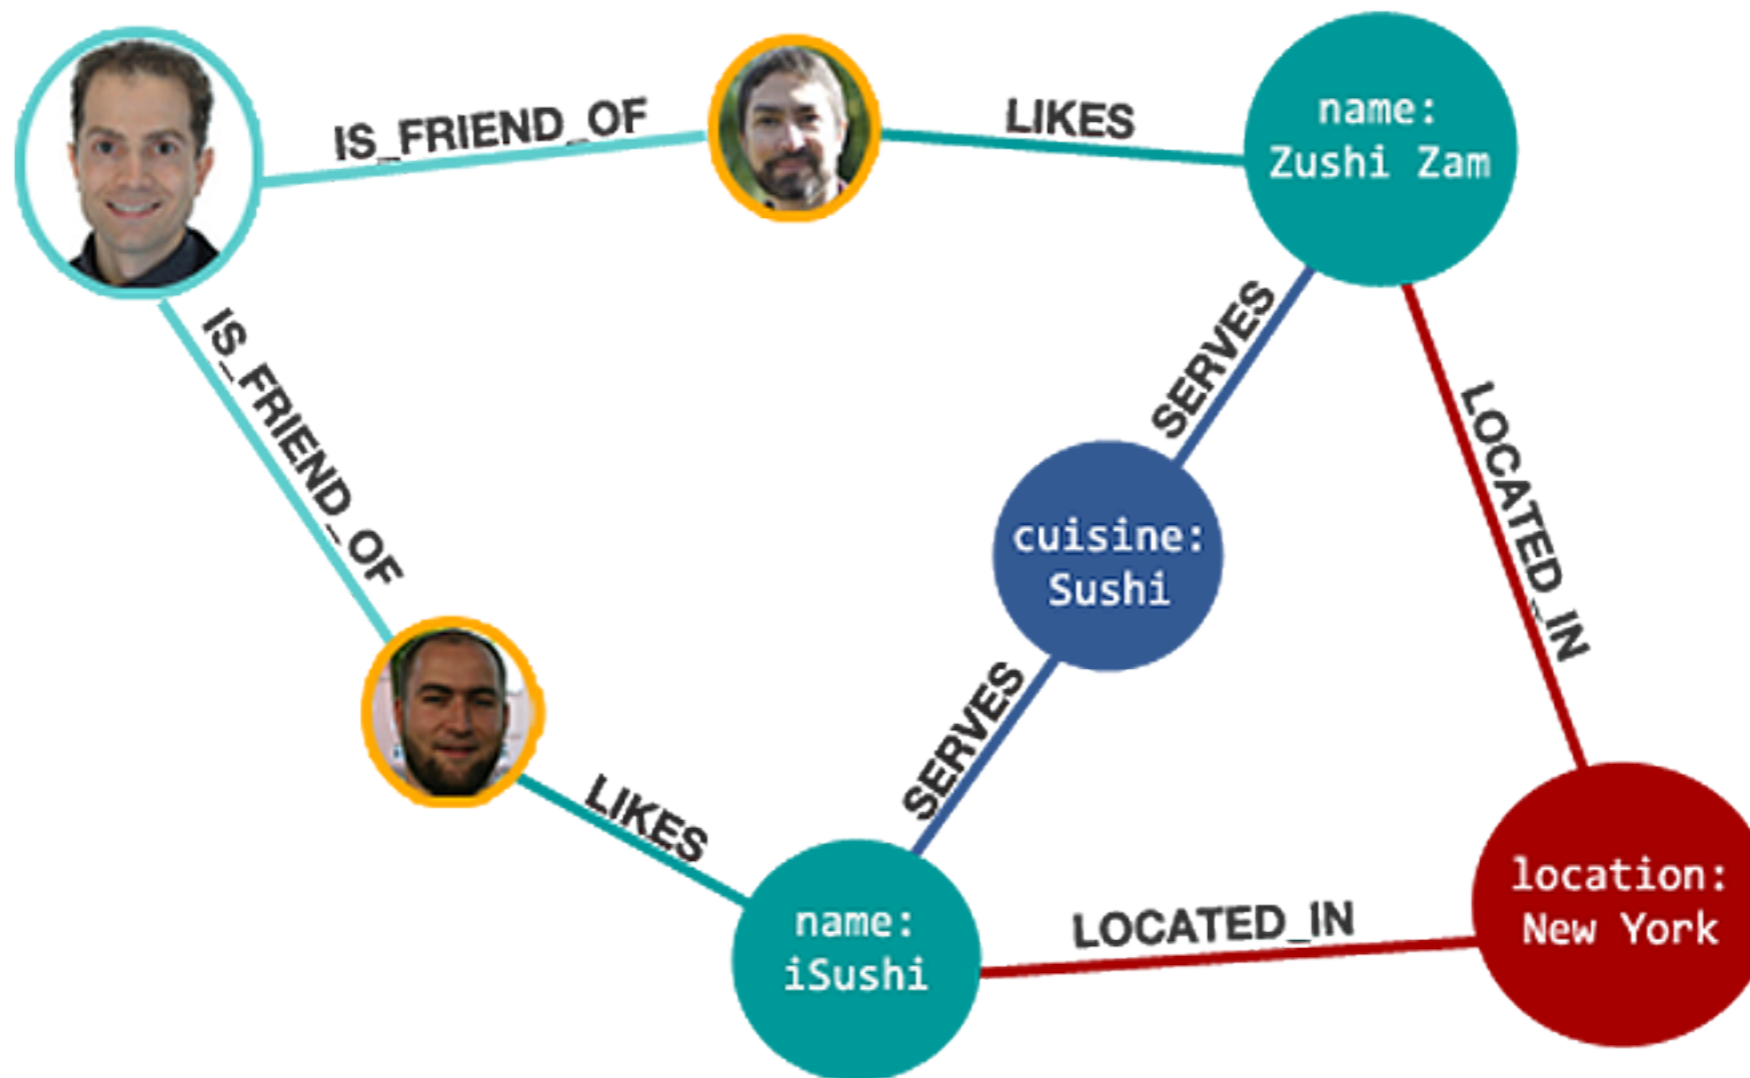 IS_FRIEND_OF
LIKES
name:
Zushi Zam
IS_FRIEND_OF
SERVES
LOCATED_IN
cuisine:
Sushi
SERVES
LIKES
location:
New York
LOCATED_IN
name:
iSushi